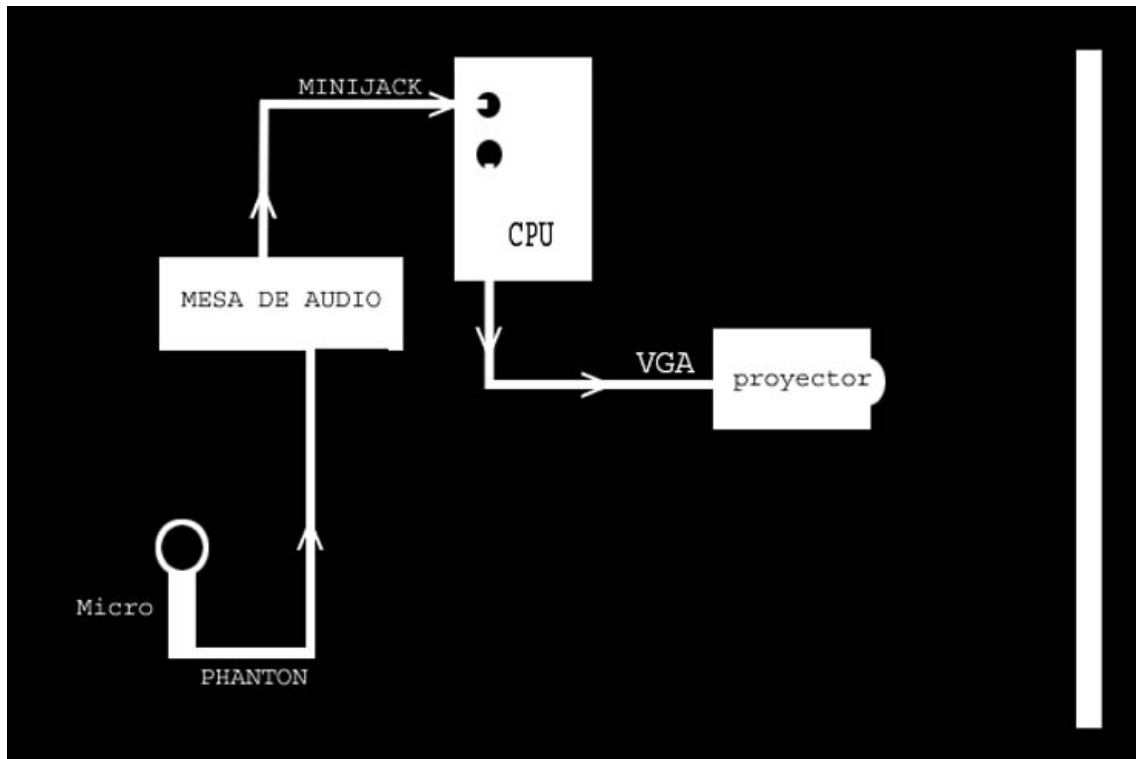 MINIJACK
CPU
MESA DE AUDIO
VGA
proyector
Micro
PHANTON